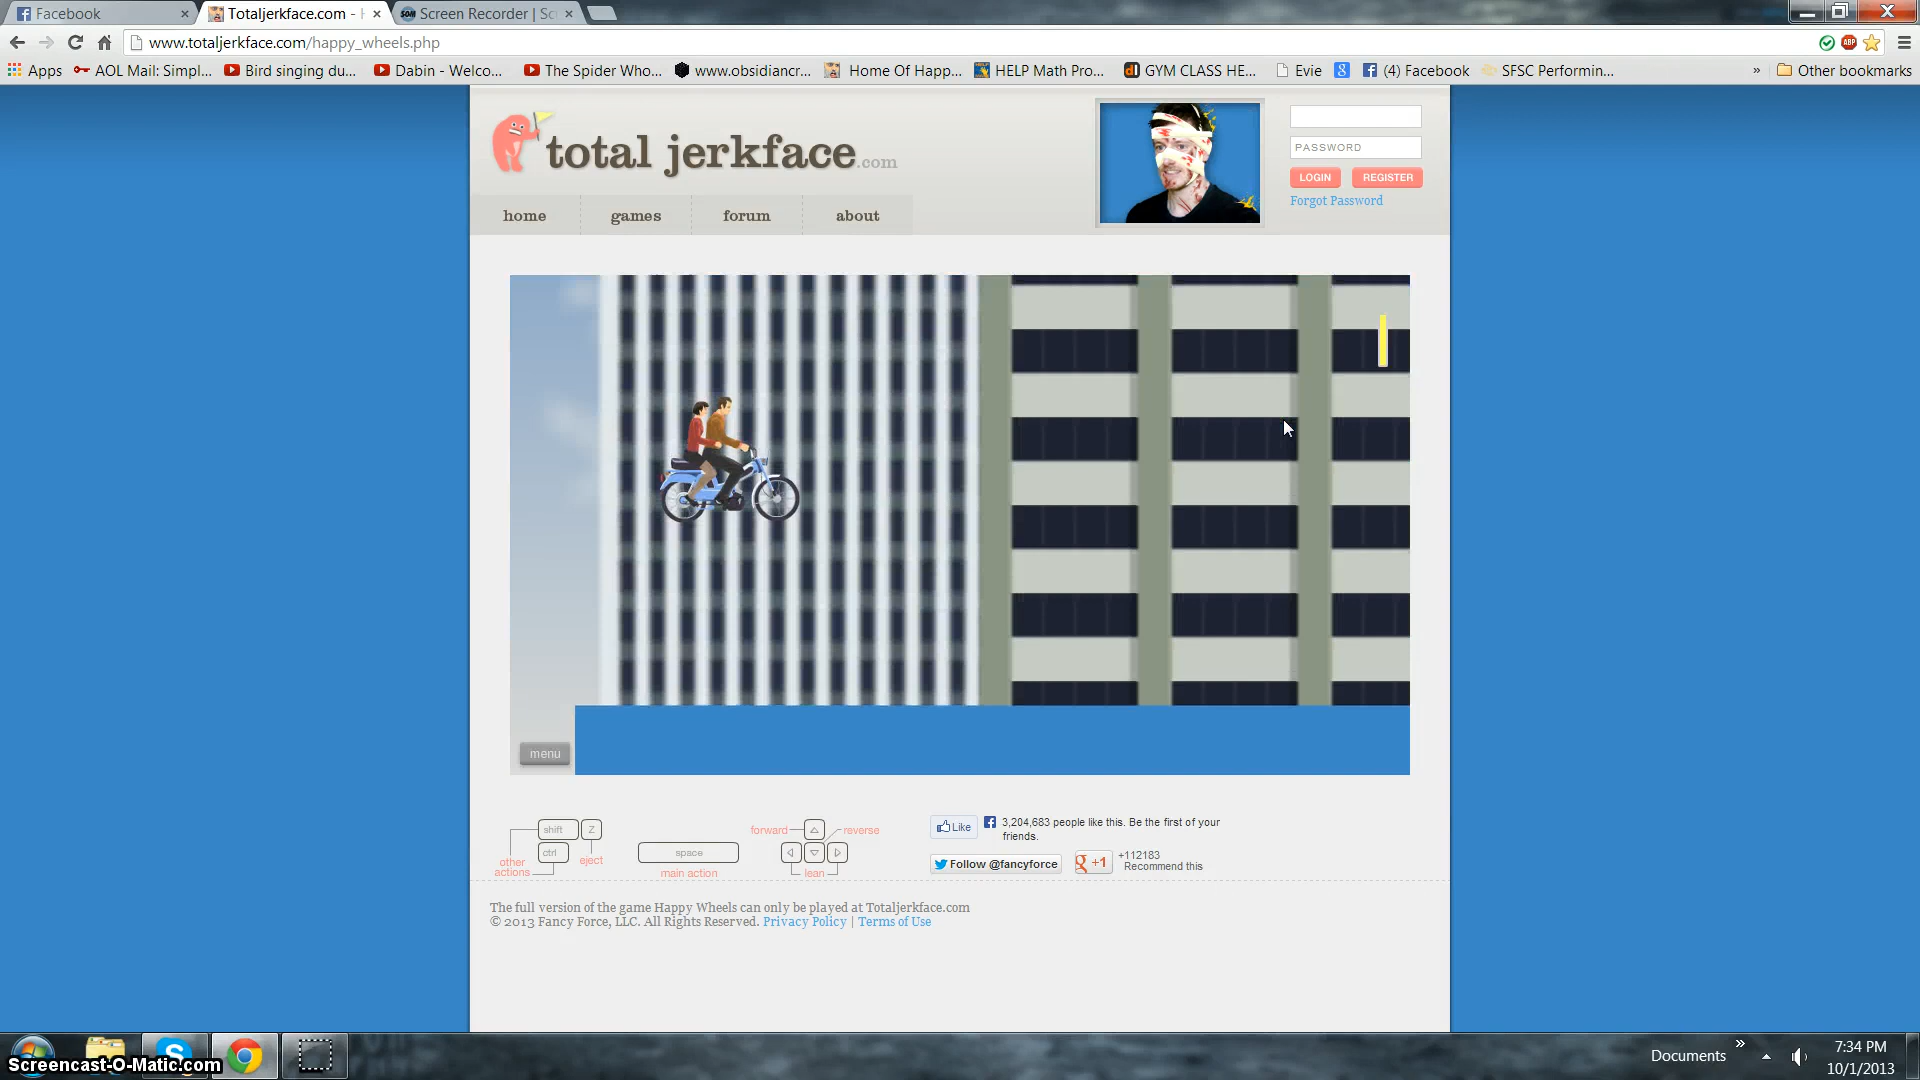 Facebook
Totaljerkface.com - H
Screen Recorder | Scr
www.totaljerkface.com/happy_wheels.php
ABP
Apps
AOL Mail: Simpl...
Bird singing du...
Dabin - Welco...
The Spider Who...
www.obsidiancr...
Home Of Happ...
HELP Math Pro...
GYM CLASS HE...
Evie
(4) Facebook
SFSC Performin...
» Other bookmarks
total jerkface.com
PASSWORD
LOGIN
REGISTER
Forgot Password
home
games
forum
about
menu
shift
Z
ctrl
eject
other
actions
space
main action
forward
reverse
lean
Like
3,204,683 people like this. Be the first of your
friends.
Follow @fancyforce
+1
+112183
Recommend this
The full version of the game Happy Wheels can only be played at Totaljerkface.com
© 2013 Fancy Force, LLC. All Rights Reserved. Privacy Policy | Terms of Use
Screencast-O-Matic.com
Documents »
7:34 PM
10/1/2013